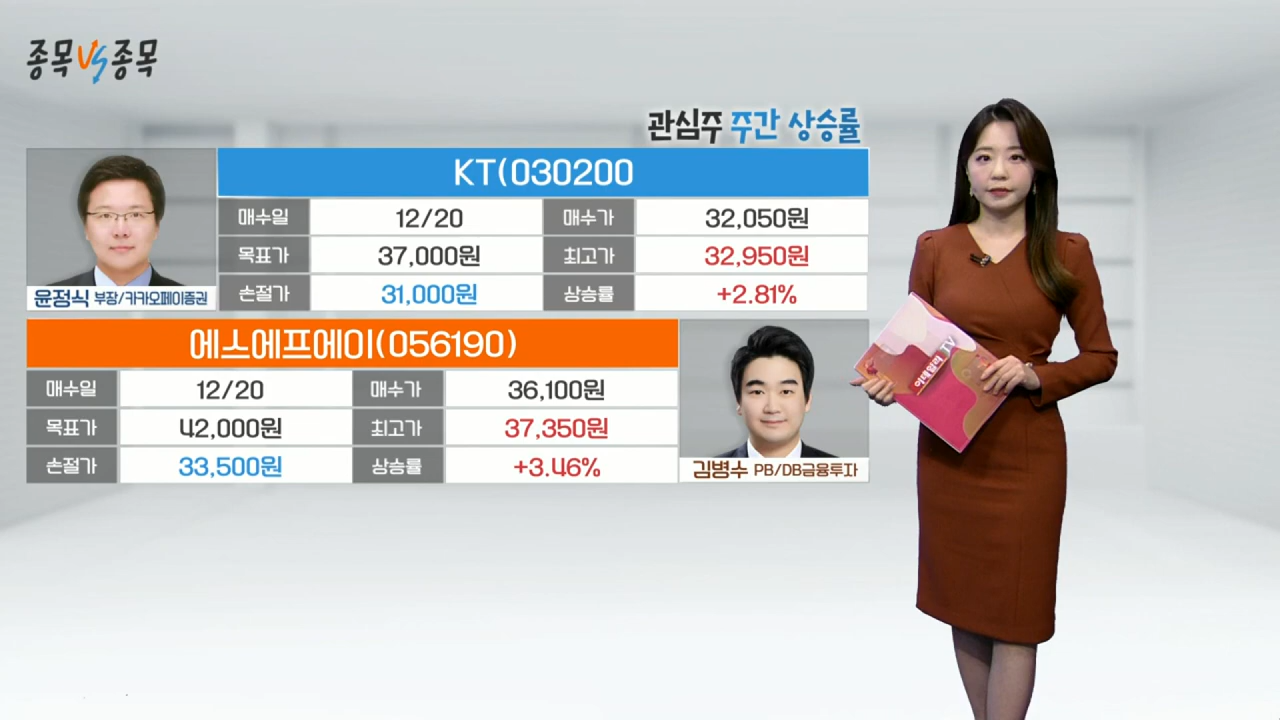 종목 VS 종목
관심주 주간 상승률
KT(030200
매수일 12/20 매수가 32,050원
목표가 37,000원 최고가 32,950원
손절가 31,000원 상승률 +2.81%
윤정식 부장/카카오페이증권
에스에프에이(056190)
매수일 12/20 매수가 36,100원
목표가 42,000원 최고가 37,350원
손절가 33,500원 상승률 +3.46%
김병수 PB/DB금융투자
이데일리 TV